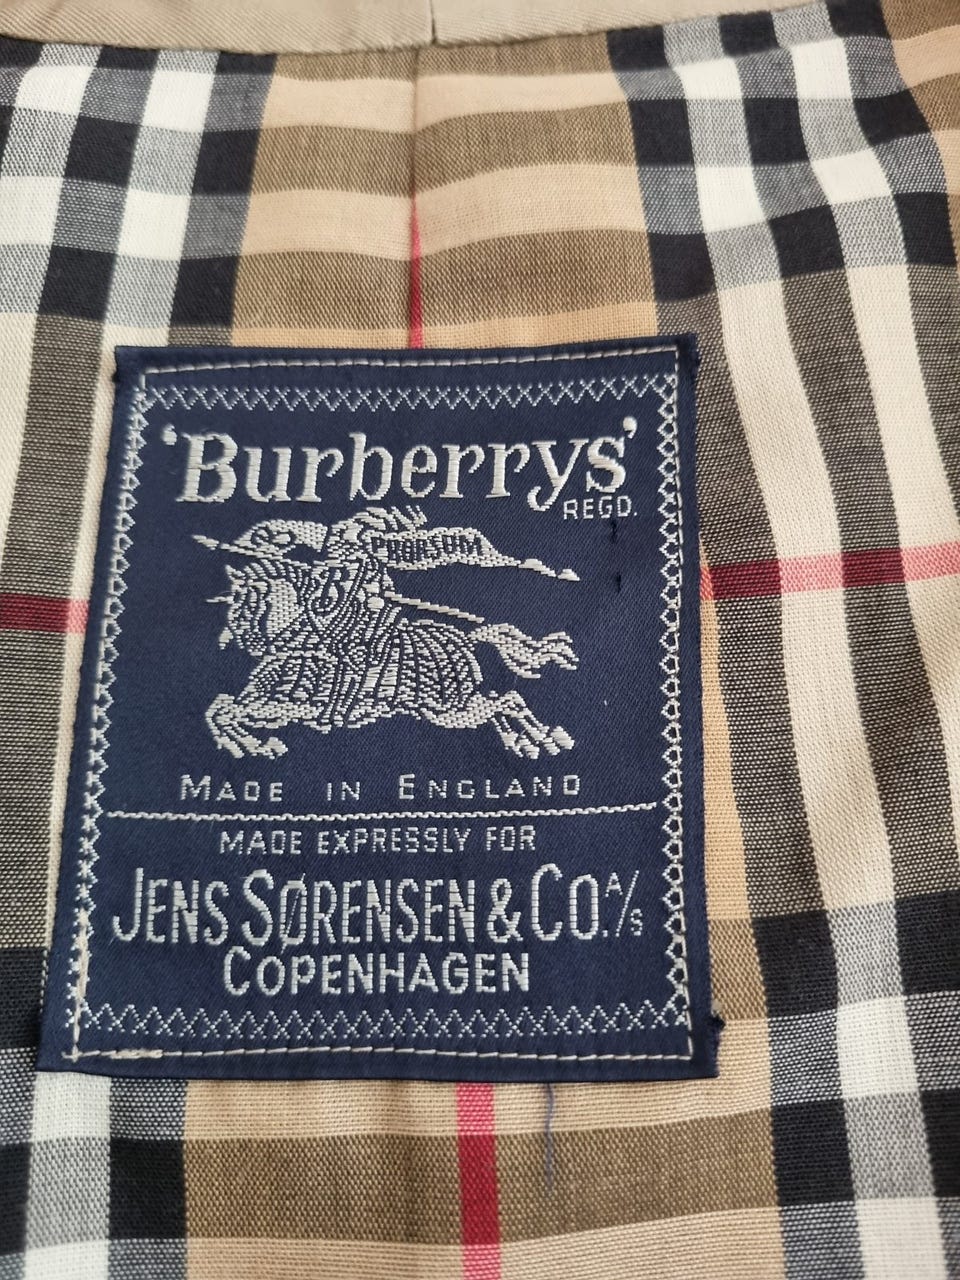 'Burberrys'
REGD.
PRORSUM
B
MADE IN ENGLAND
MADE EXPRESSLY FOR
JENS SØRENSEN & CO. A/S
COPENHAGEN